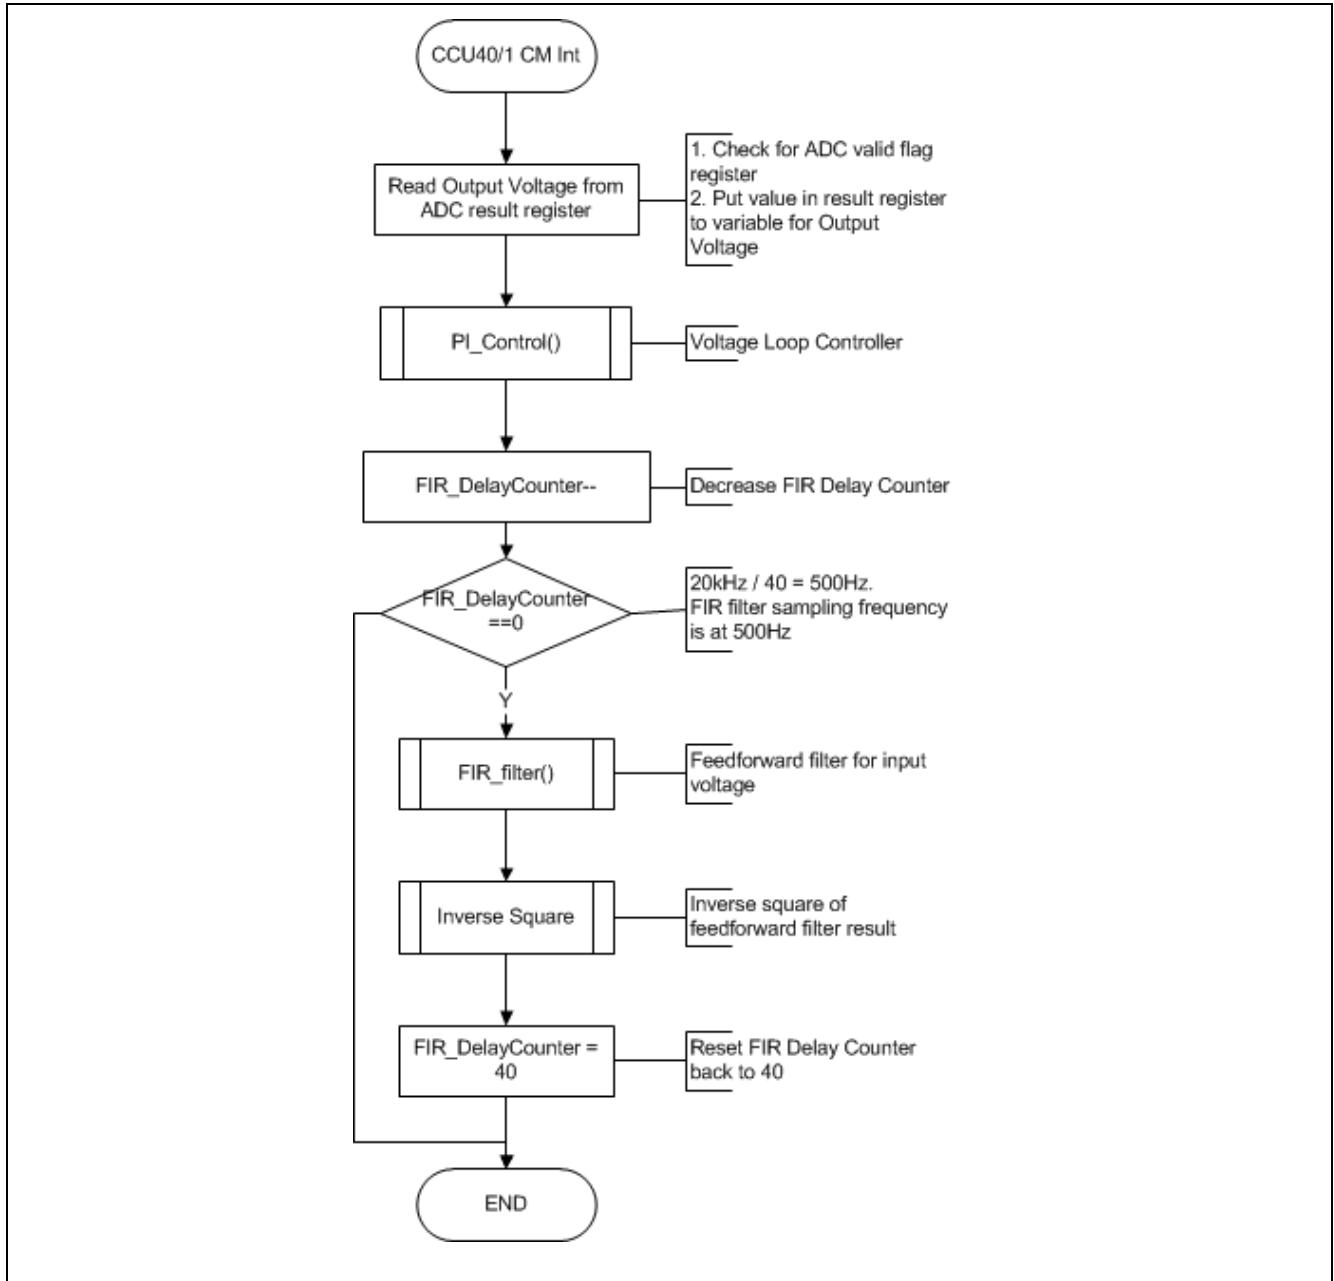 CCU40/1 CM Int
Read Output Voltage from
ADC result register
1. Check for ADC valid flag
register
2. Put value in result register
to variable for Output
Voltage
PI_Control()
Voltage Loop Controller
FIR_DelayCounter--
Decrease FIR Delay Counter
FIR_DelayCounter
==0
20kHz / 40 = 500Hz.
FIR filter sampling frequency
is at 500Hz
Y
FIR_filter()
Feedforward filter for input
voltage
Inverse Square
Inverse square of
feedforward filter result
FIR_DelayCounter =
40
Reset FIR Delay Counter
back to 40
END